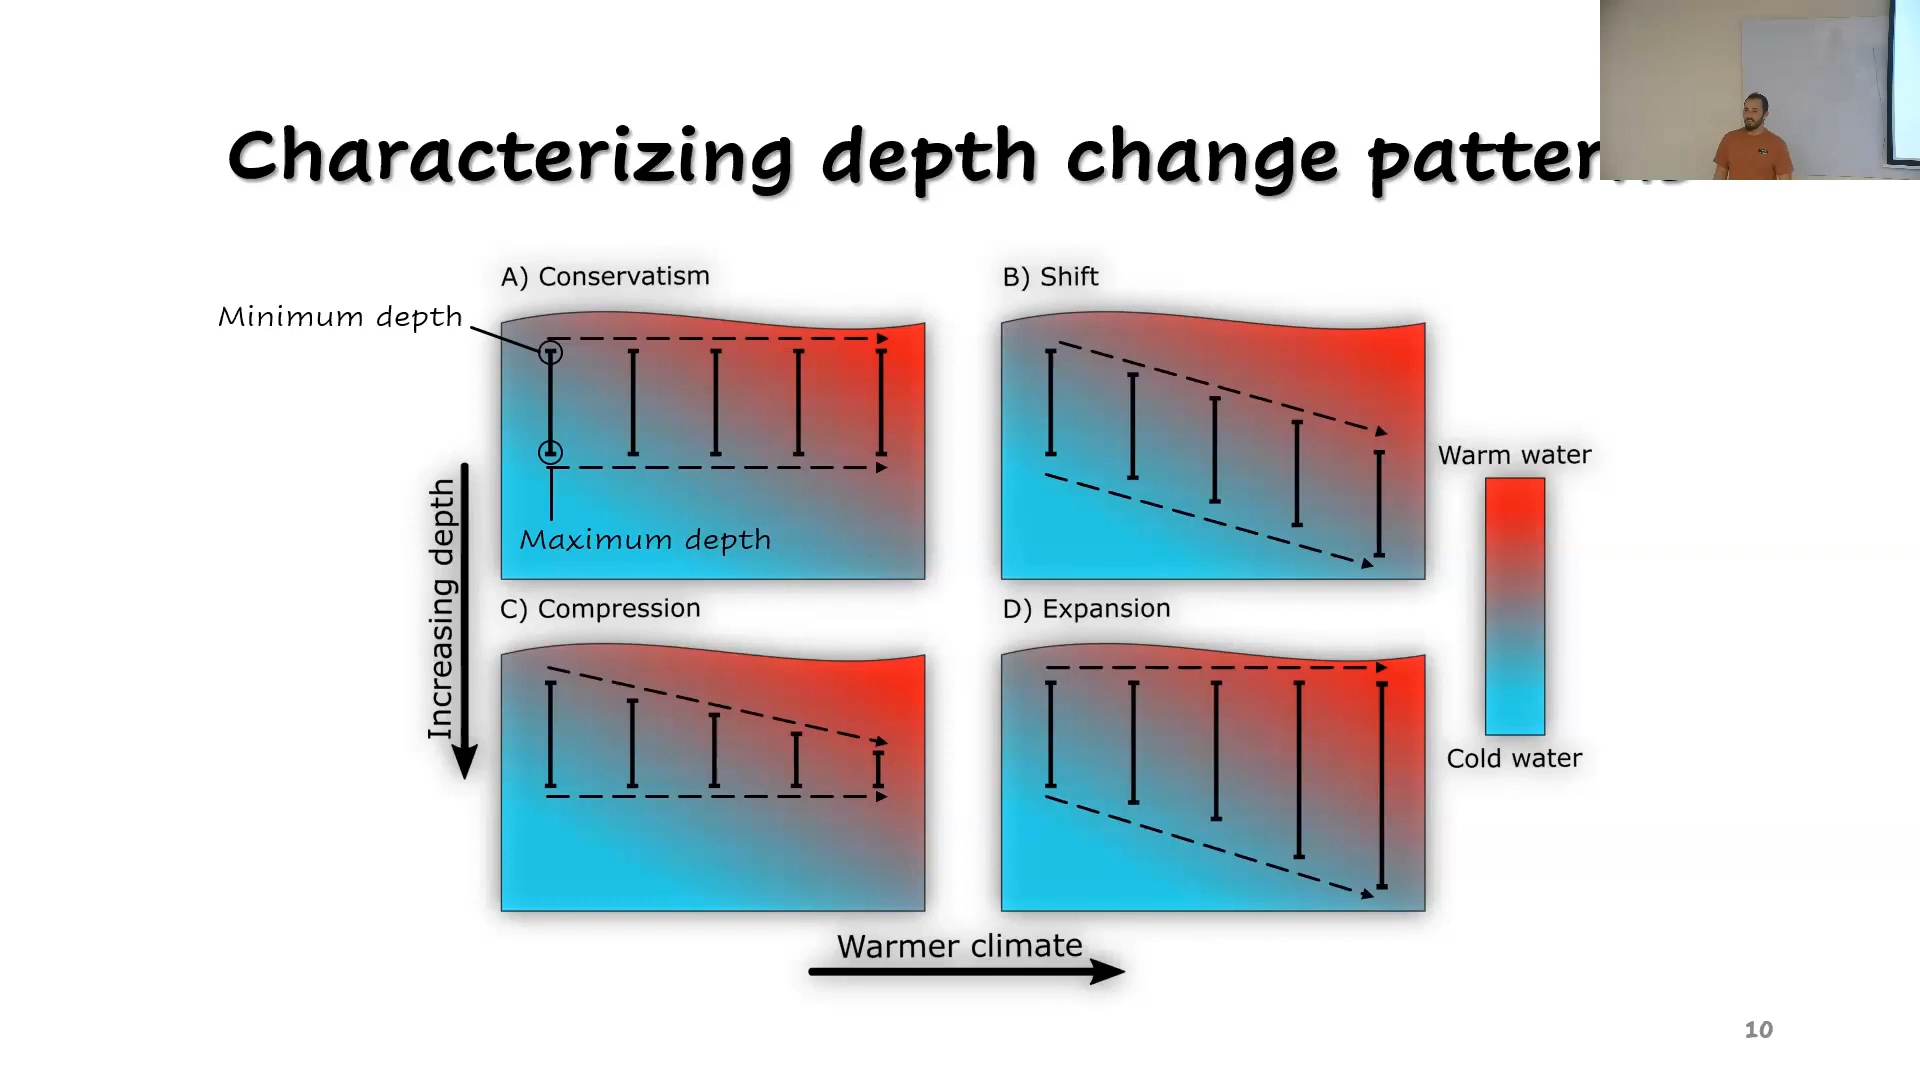 Characterizing depth change
A) Conservatism
B) Shift
Minimum depth
Maximum depth
Increasing depth
Warm water
Cold water
C) Compression
D) Expansion
Warmer climate
10